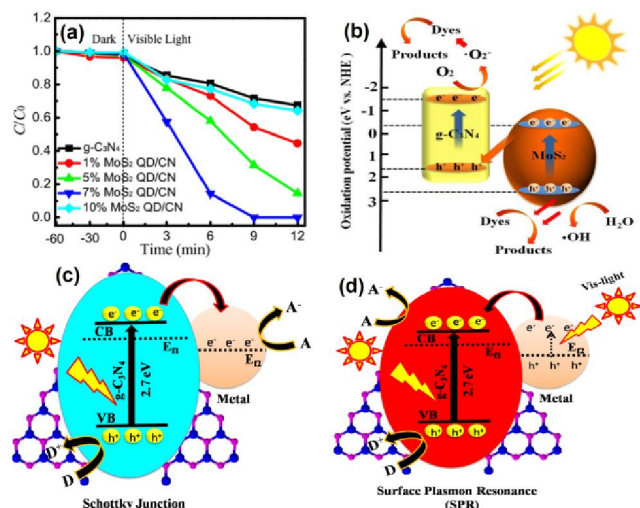 (a)
Dark
Visible Light
C/C₀
1.0
0.8
0.6
0.4
0.2
0.0
g-C₃N₄
1% MoS₂ QD/CN
5% MoS₂ QD/CN
7% MoS₂ QD/CN
10% MoS₂ QD/CN
-60 -30 0 3 6 9 12
Time (min)
(b)
Dyes
Products
·O₂⁻
O₂
Oxidation potential (eV vs. NHE)
-2
-1
0
1
2
3
e⁻ e⁻ e⁻
g-C₃N₄
h⁺ h⁺ h⁺
e⁻ e⁻ e⁻
MoS₂
h⁺ h⁺ h⁺
Dyes
H₂O
·OH
Products
(c)
e⁻ e⁻ e⁻
CB
Ef1
g-C₃N₄
2.7 eV
VB
h⁺ h⁺ h⁺
D⁺
D
A⁻
A
e⁻ e⁻ e⁻
Ef2
Metal
Schottky Junction
(d)
A⁻
A
Vis-light
e⁻ e⁻ e⁻
CB
Ef1
g-C₃N₄
2.7 eV
VB
h⁺ h⁺ h⁺
D⁺
D
e⁻ e⁻ e⁻
Ef2
h⁺ h⁺ h⁺
Metal
Surface Plasmon Resonance
(SPR)